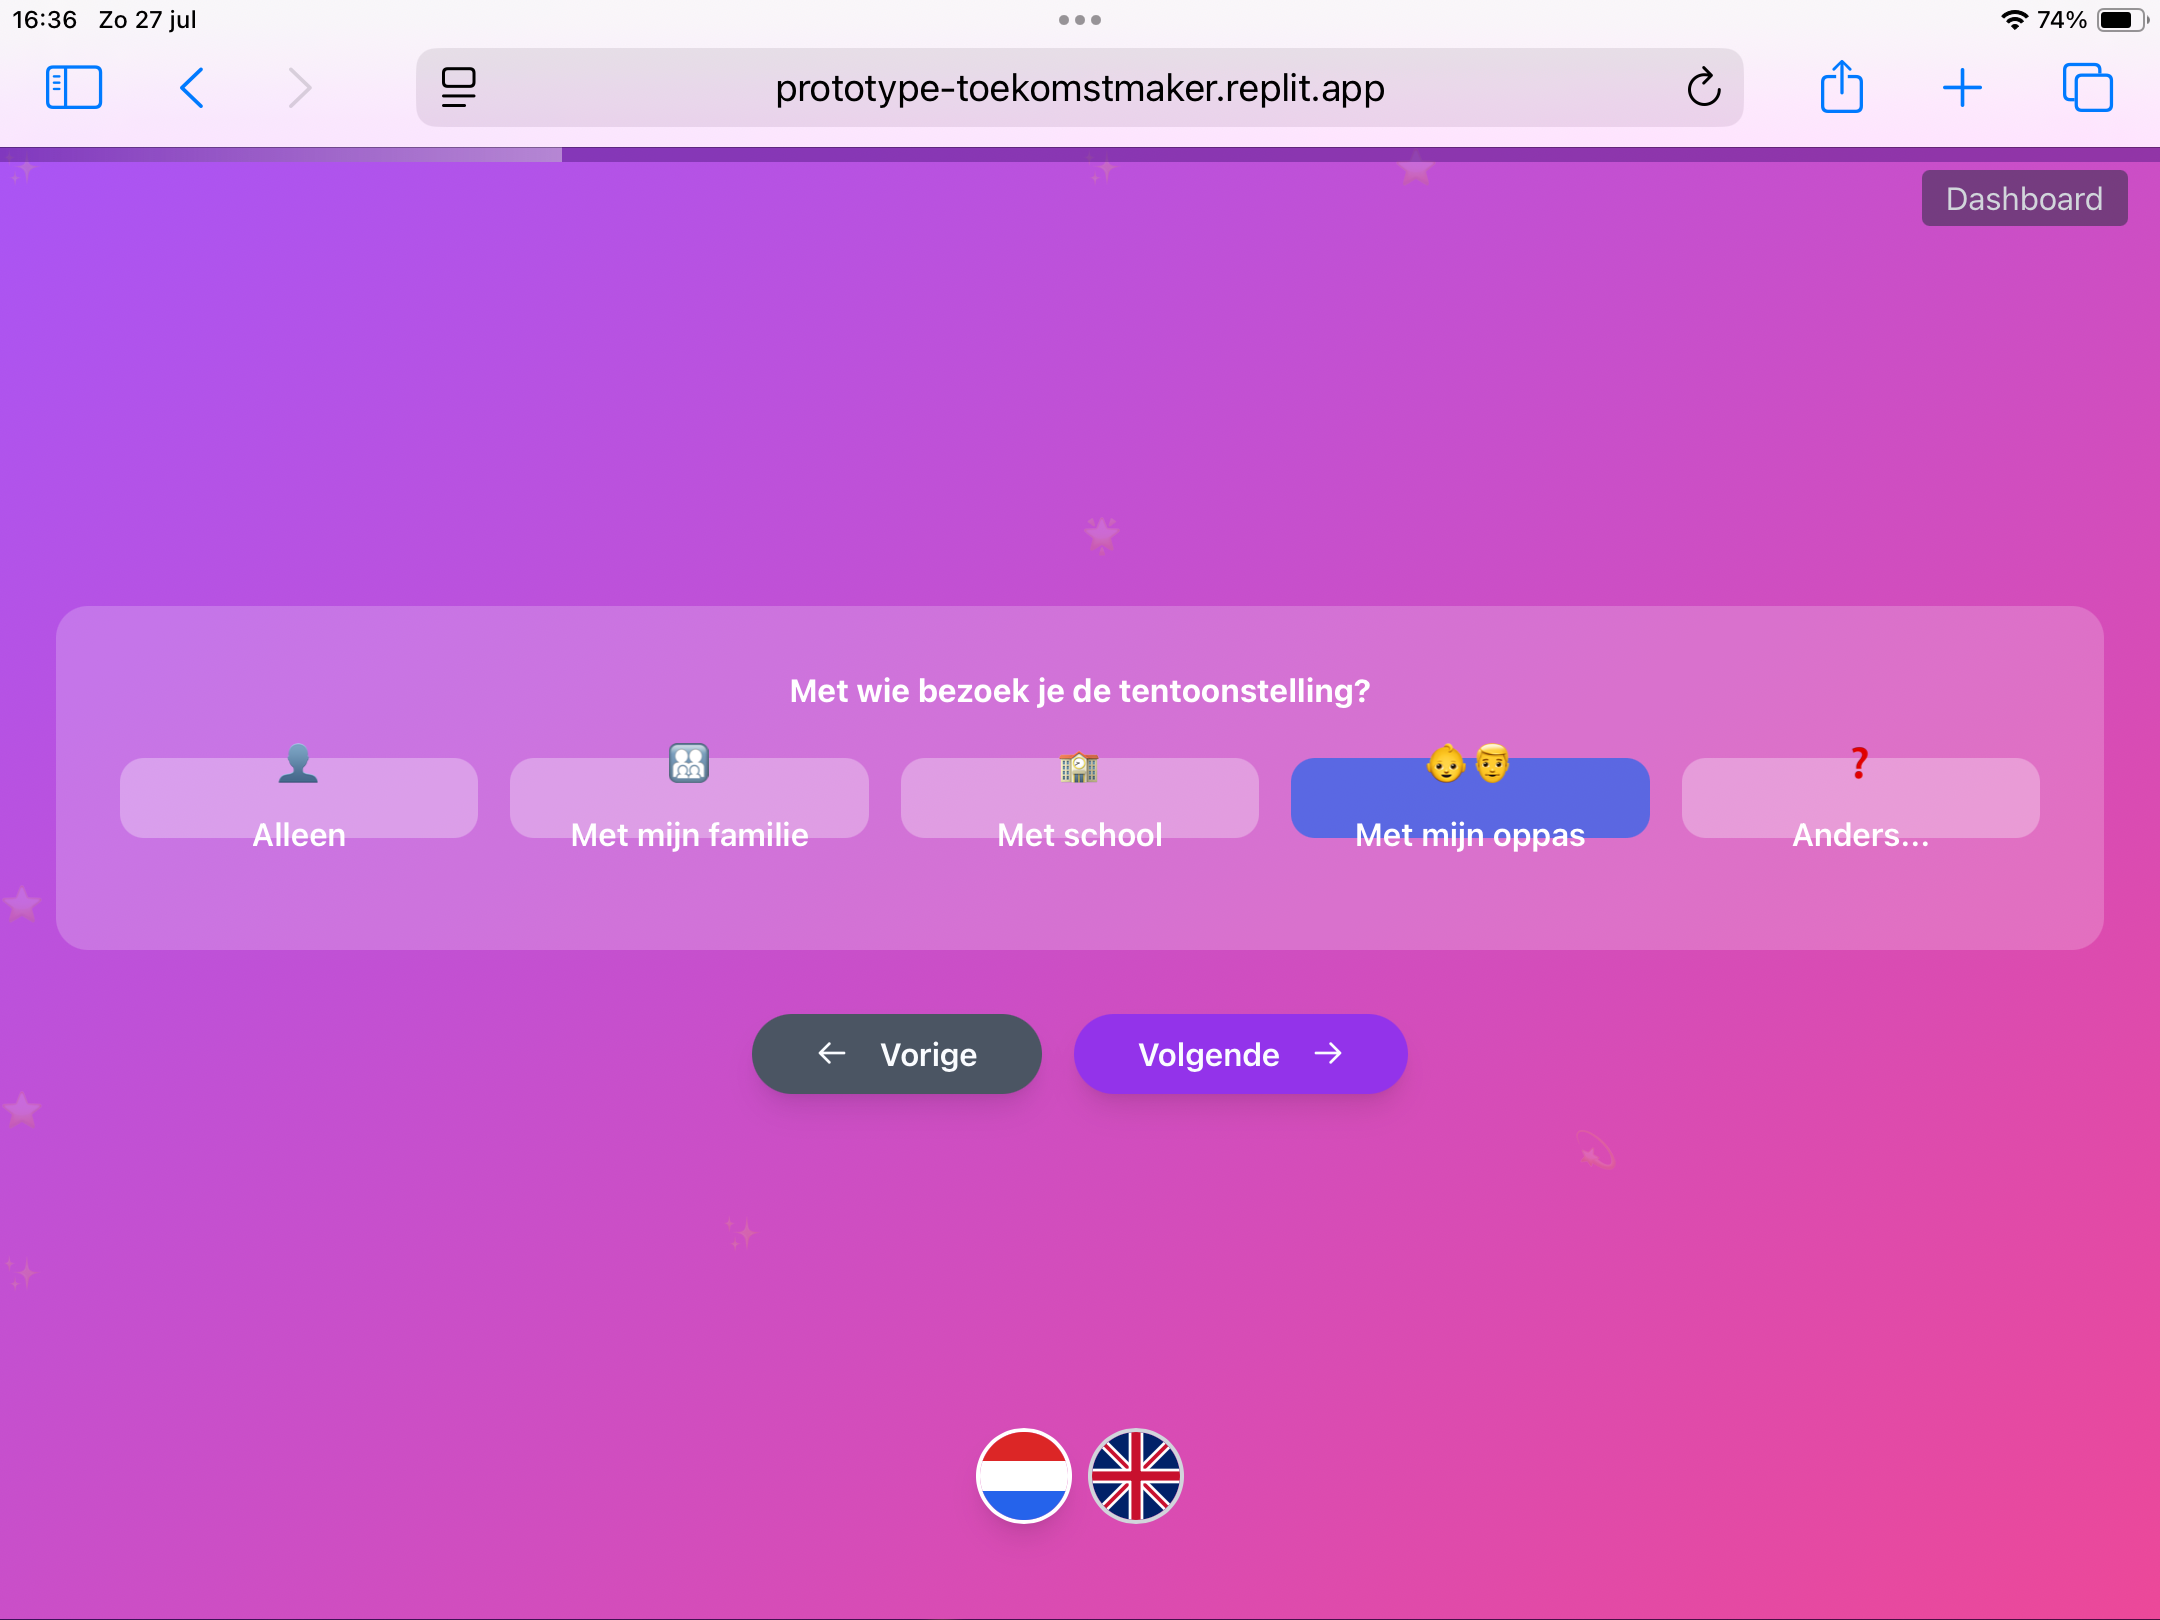 16:36 Zo 27 jul 74%
prototype-toekomstmaker.replit.app
Dashboard
Met wie bezoek je de tentoonstelling?
Alleen Met mijn familie Met school Met mijn oppas Anders...
← Vorige Volgende →